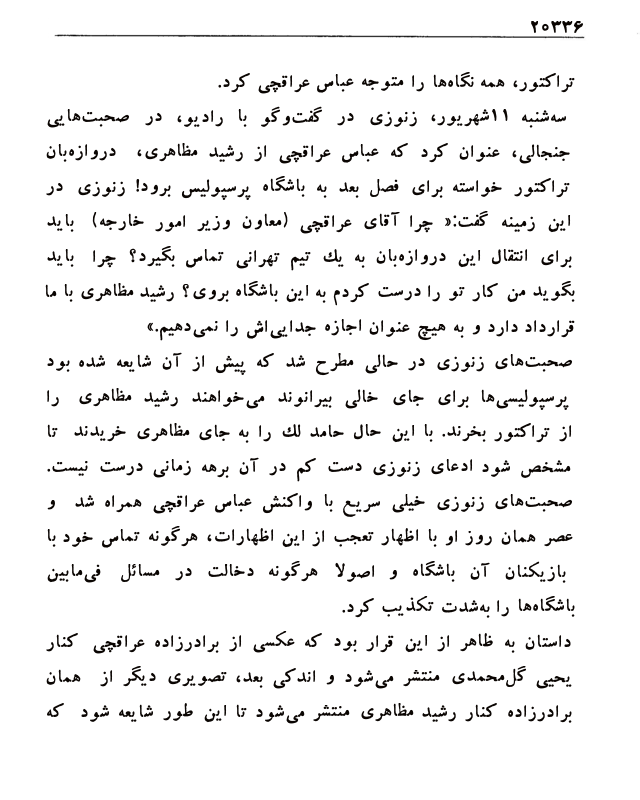 ۲۰۳۳۶
تراکتور، همه نگاه‌ها را متوجه عباس عراقچی کرد.
سه‌شنبه ۱۱شهریور، زنوزی در گفت‌وگو با رادیو، در صحبت‌هایی
جنجالی، عنوان کرد که عباس عراقچی از رشید مظاهری، دروازه‌بان
تراکتور خواسته برای فصل بعد به باشگاه پرسپولیس برود! زنوزی در
این زمینه گفت:« چرا آقای عراقچی (معاون وزیر امور خارجه) باید
برای انتقال این دروازه‌بان به یك تیم تهرانی تماس بگیرد؟ چرا باید
بگوید من کار تو را درست کردم به این باشگاه بروی؟ رشید مظاهری با ما
قرارداد دارد و به هیچ عنوان اجازه جدایی‌اش را نمی‌دهیم.»
صحبت‌های زنوزی در حالی مطرح شد که پیش از آن شایعه شده بود
پرسپولیسی‌ها برای جای خالی بیرانوند می‌خواهند رشید مظاهری را
از تراکتور بخرند. با این حال حامد لك را به جای مظاهری خریدند تا
مشخص شود ادعای زنوزی دست کم در آن برهه زمانی درست نیست.
صحبت‌های زنوزی خیلی سریع با واکنش عباس عراقچی همراه شد و
عصر همان روز او با اظهار تعجب از این اظهارات، هرگونه تماس خود با
بازیکنان آن باشگاه و اصولا هرگونه دخالت در مسائل فی‌مابین
باشگاه‌ها را به‌شدت تکذیب کرد.
داستان به ظاهر از این قرار بود که عکسی از برادرزاده عراقچی کنار
یحیی گل‌محمدی منتشر می‌شود و اندکی بعد، تصویری دیگر از همان
برادرزاده کنار رشید مظاهری منتشر می‌شود تا این طور شایعه شود که